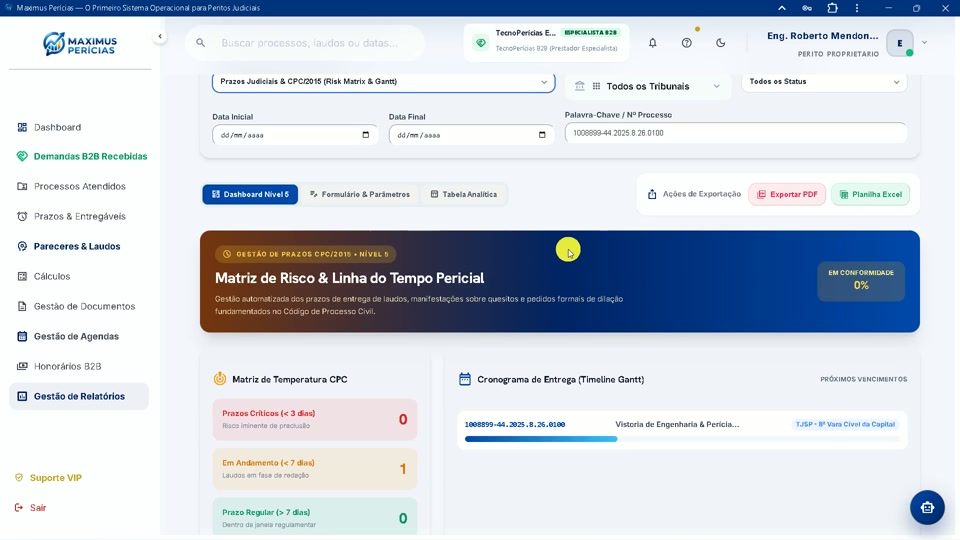 Maximus Perícias — O Primeiro Sistema Operacional para Peritos Judiciais
MAXIMUS
PERÍCIAS
Buscar processos, laudos ou datas...
TecnoPerícias E... ESPECIALISTA B2B
TecnoPerícias B2B (Prestador Especialista)
Eng. Roberto Mendon...
PERITO PROPRIETARIO
E
Dashboard
Demandas B2B Recebidas
Processos Atendidos
Prazos & Entregáveis
Pareceres & Laudos
Cálculos
Gestão de Documentos
Gestão de Agendas
Honorários B2B
Gestão de Relatórios
Suporte VIP
Sair
Prazos Judiciais & CPC/2015 (Risk Matrix & Gantt)
Todos os Tribunais
Todos os Status
Data Inicial
Data Final
Palavra-Chave / Nº Processo
dd/mm/aaaa
dd/mm/aaaa
1008899-44.2025.8.26.0100
Dashboard Nível 5
Formulário & Parâmetros
Tabela Analítica
Ações de Exportação
Exportar PDF
Planilha Excel
GESTÃO DE PRAZOS CPC/2015 • NÍVEL 5
Matriz de Risco & Linha do Tempo Pericial
Gestão automatizada dos prazos de entrega de laudos, manifestações sobre quesitos e pedidos formais de dilação
fundamentados no Código de Processo Civil.
EM CONFORMIDADE
0%
Matriz de Temperatura CPC
Prazos Críticos (< 3 dias)
Risco iminente de preclusão
0
Em Andamento (< 7 dias)
Laudos em fase de redação
1
Prazo Regular (> 7 dias)
Dentro da janela regulamentar
0
Cronograma de Entrega (Timeline Gantt)
PRÓXIMOS VENCIMENTOS
1008899-44.2025.8.26.0100
Vistoria de Engenharia & Perícia...
TJSP - 8ª Vara Cível da Capital